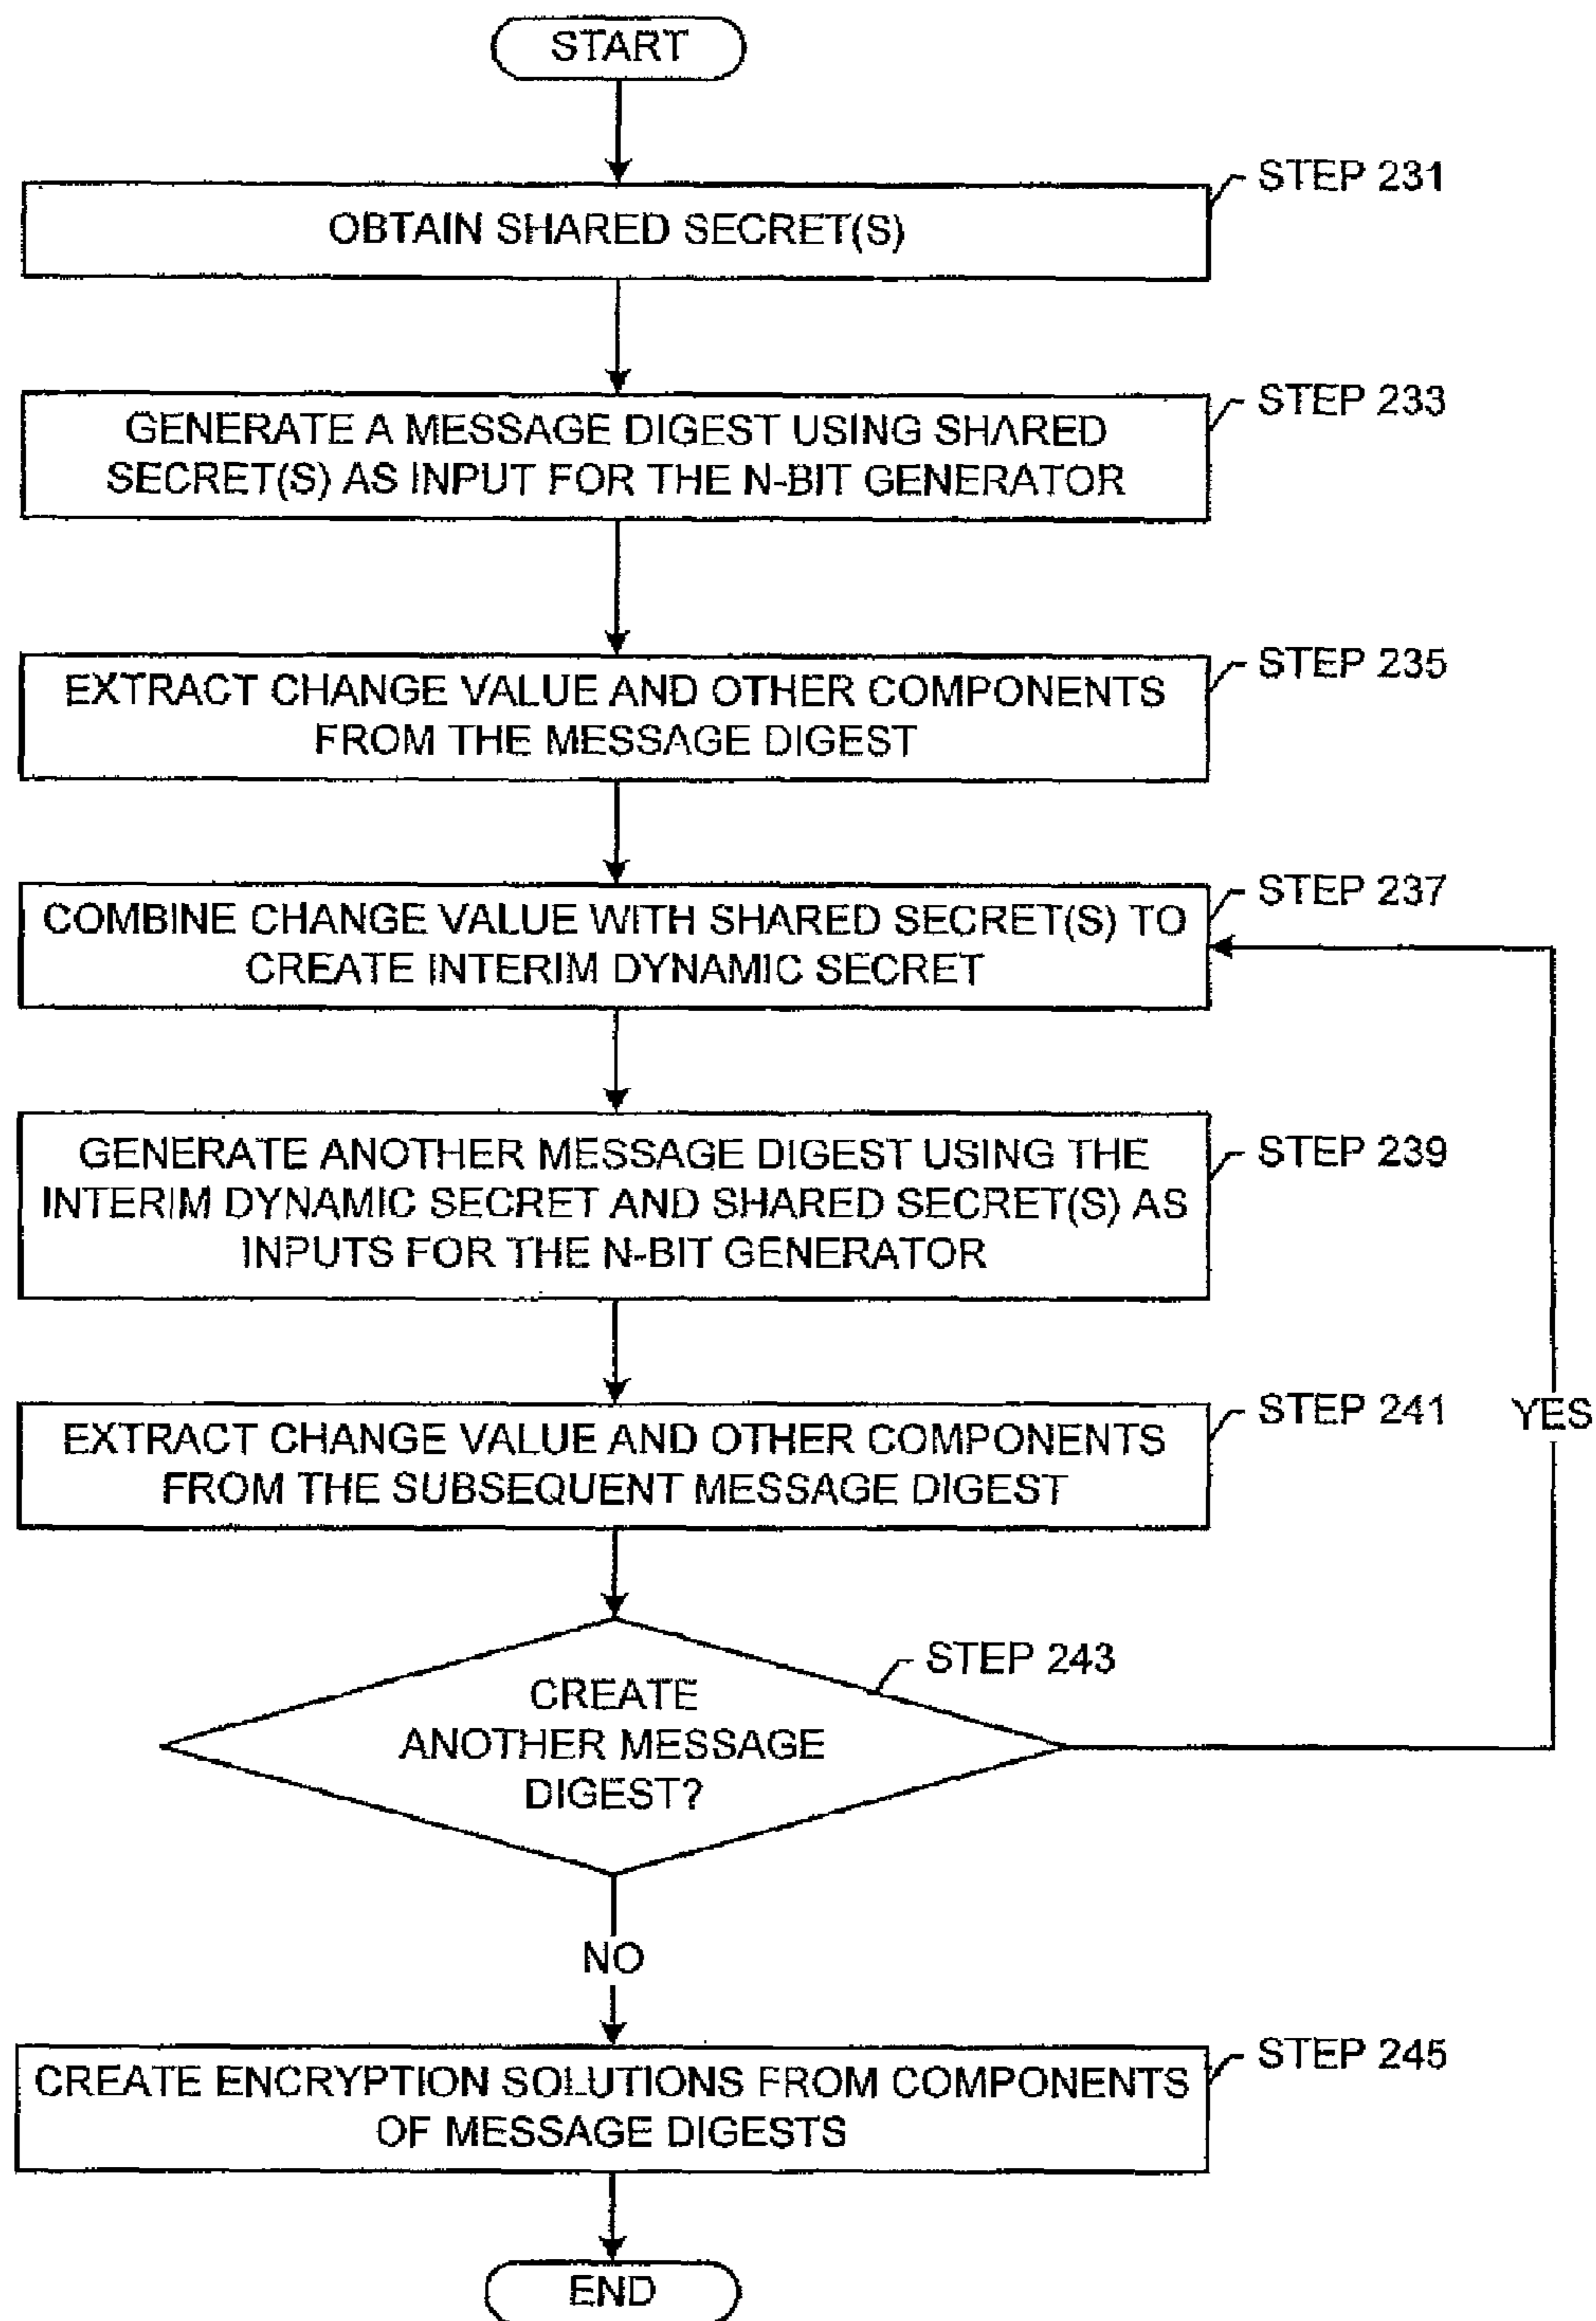 START
STEP 231
OBTAIN SHARED SECRET(S)
STEP 233
GENERATE A MESSAGE DIGEST USING SHARED
SECRET(S) AS INPUT FOR THE N-BIT GENERATOR
STEP 235
EXTRACT CHANGE VALUE AND OTHER COMPONENTS
FROM THE MESSAGE DIGEST
STEP 237
COMBINE CHANGE VALUE WITH SHARED SECRET(S) TO
CREATE INTERIM DYNAMIC SECRET
STEP 239
GENERATE ANOTHER MESSAGE DIGEST USING THE
INTERIM DYNAMIC SECRET AND SHARED SECRET(S) AS
INPUTS FOR THE N-BIT GENERATOR
STEP 241
YES
EXTRACT CHANGE VALUE AND OTHER COMPONENTS
FROM THE SUBSEQUENT MESSAGE DIGEST
STEP 243
CREATE
ANOTHER MESSAGE
DIGEST?
NO
STEP 245
CREATE ENCRYPTION SOLUTIONS FROM COMPONENTS
OF MESSAGE DIGESTS
END